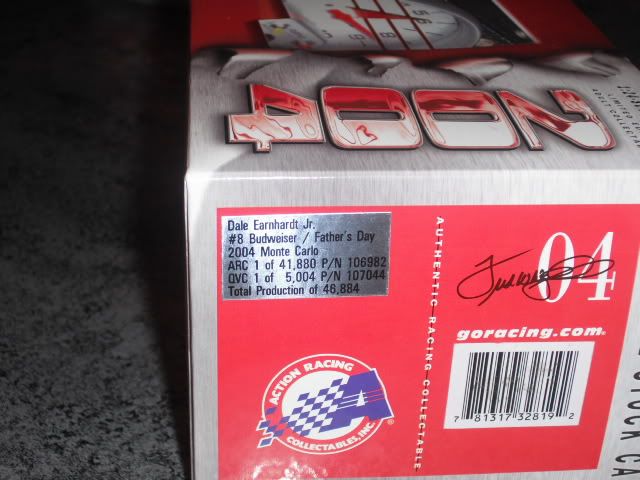 2004
Dale Earnhardt Jr.
#8 Budweiser / Father's Day
2004 Monte Carlo
ARC 1 of 41,880 P/N 106982
QVC 1 of 5,004 P/N 107044
Total Production of 46,884
AUTHENTIC RACING COLLECTABLE
04
goracing.com
ACTION RACING
COLLECTABLES, INC.
7 81317 32819 2
STOCK CA